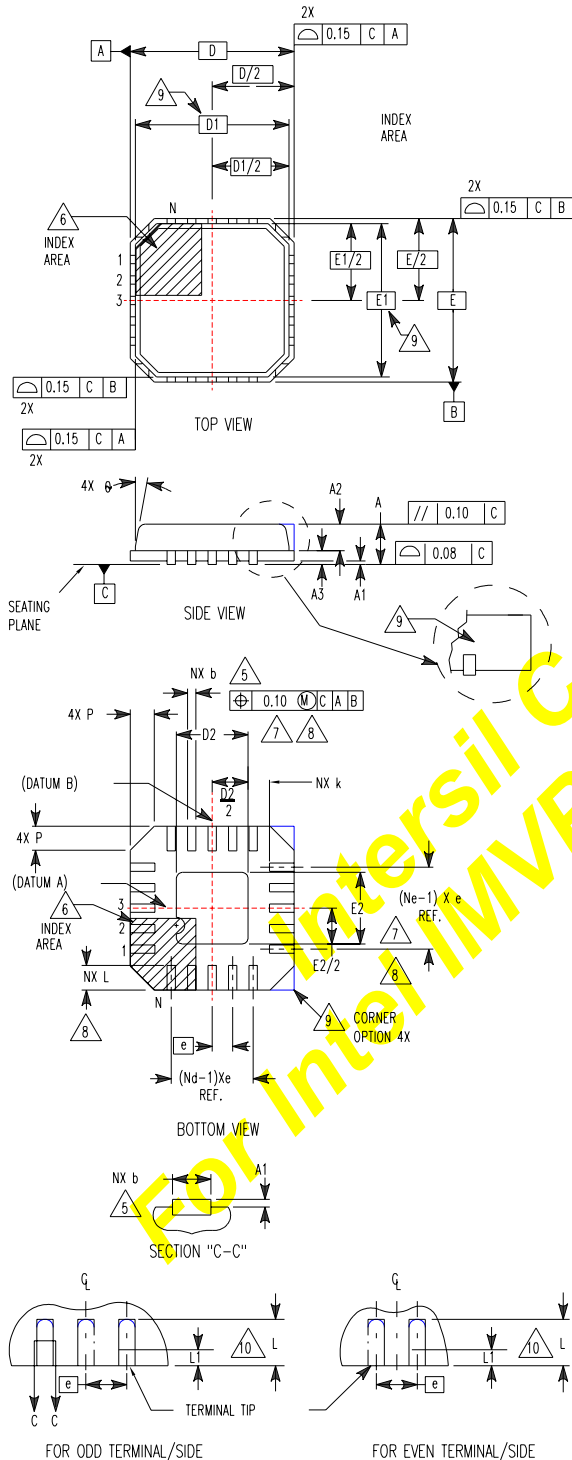 2X
0.15 C A
A
D
D/2
9
D1
INDEX
AREA
D1/2
2X
0.15 C B
N
6
INDEX
AREA
1
2
3
E1/2
E/2
E1
E
9
0.15 C B
2X
B
0.15 C A
2X
TOP VIEW
4X θ
A2
A
// 0.10 C
0.08 C
C
SEATING
PLANE
A3
A1
SIDE VIEW
9
NX b
5
4X P
0.10 M C A B
D2
7
8
(DATUM B)
D2
2
NX k
4X P
(DATUM A)
3
6
INDEX
AREA
2
1
E2
(Ne-1) X e
REF.
7
E2/2
NX L
8
8
N
9
CORNER
OPTION 4X
e
(Nd-1)Xe
REF.
BOTTOM VIEW
NX b
A1
5
SECTION "C-C"
CL
CL
10
L
L1
10
L
L1
e
e
C C
TERMINAL TIP
FOR ODD TERMINAL/SIDE
FOR EVEN TERMINAL/SIDE
Intersil C
For Intel IMVP